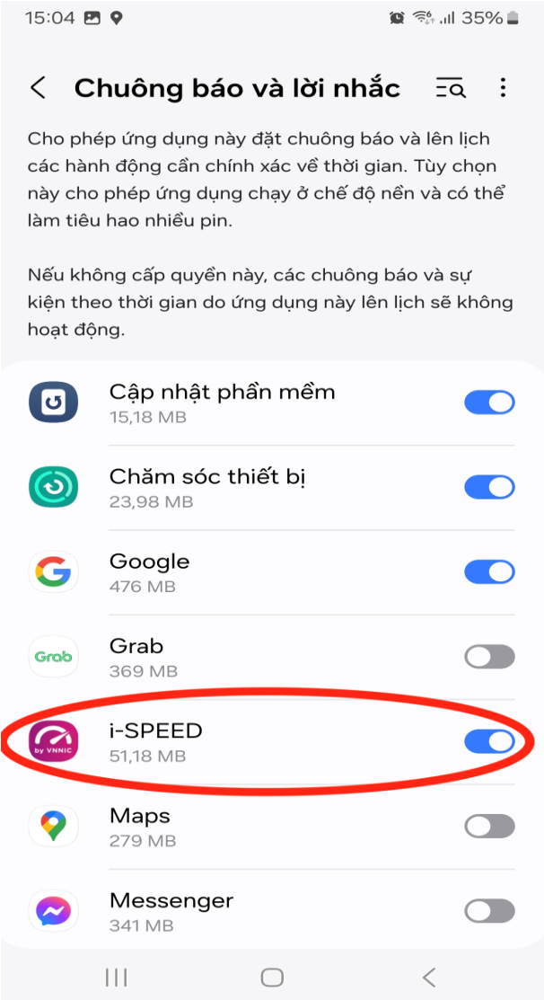 15:04
35%
Chuông báo và lời nhắc
Cho phép ứng dụng này đặt chuông báo và lên lịch
các hành động cần chính xác về thời gian. Tùy chọn
này cho phép ứng dụng chạy ở chế độ nền và có thể
làm tiêu hao nhiều pin.
Nếu không cấp quyền này, các chuông báo và sự
kiện theo thời gian do ứng dụng này lên lịch sẽ không
hoạt động.
Cập nhật phần mềm
15,18 MB
Chăm sóc thiết bị
23,98 MB
Google
476 MB
Grab
Grab
369 MB
i-SPEED
by VNNIC
51,18 MB
Maps
279 MB
Messenger
341 MB